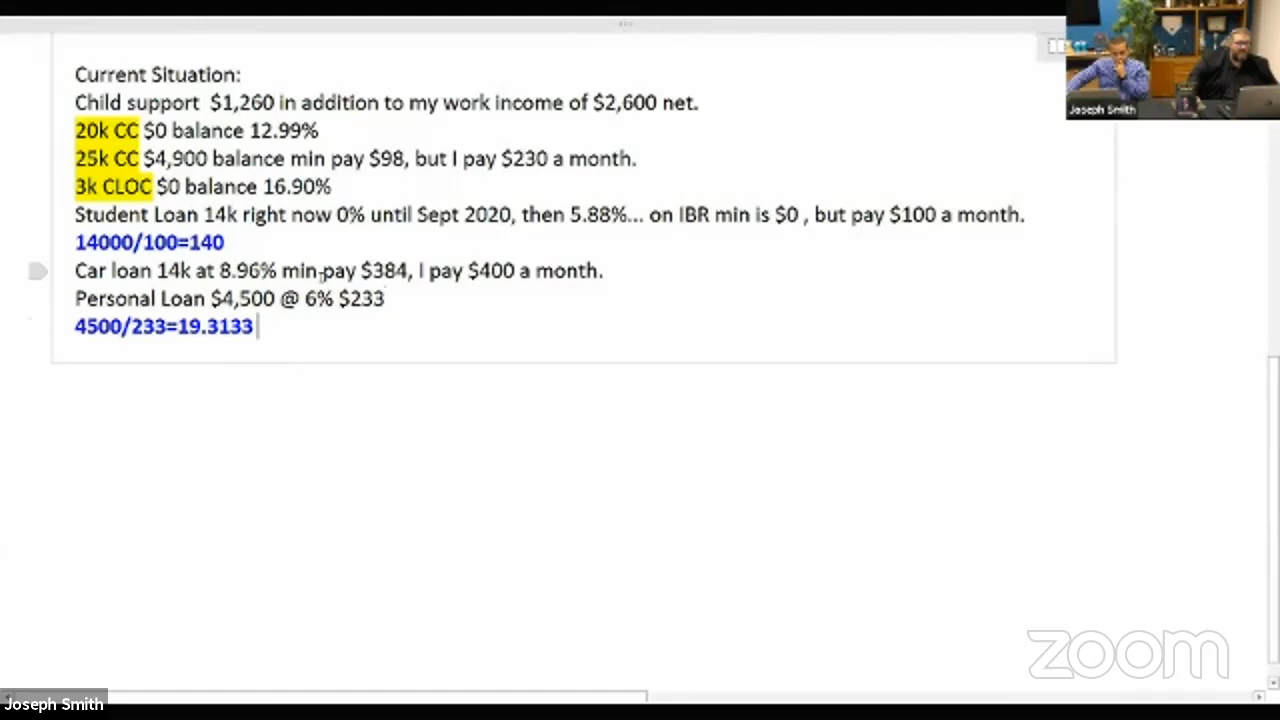 Current Situation:
Child support $1,260 in addition to my work income of $2,600 net.
20k CC $0 balance 12.99%
25k CC $4,900 balance min pay $98, but I pay $230 a month.
3k CLOC $0 balance 16.90%
Student Loan 14k right now 0% until Sept 2020, then 5.88%... on IBR min is $0 , but pay $100 a month.
14000/100=140
Car loan 14k at 8.96% min pay $384, I pay $400 a month.
Personal Loan $4,500 @ 6% $233
4500/233=19.3133
Joseph Smith
zoom
Joseph Smith